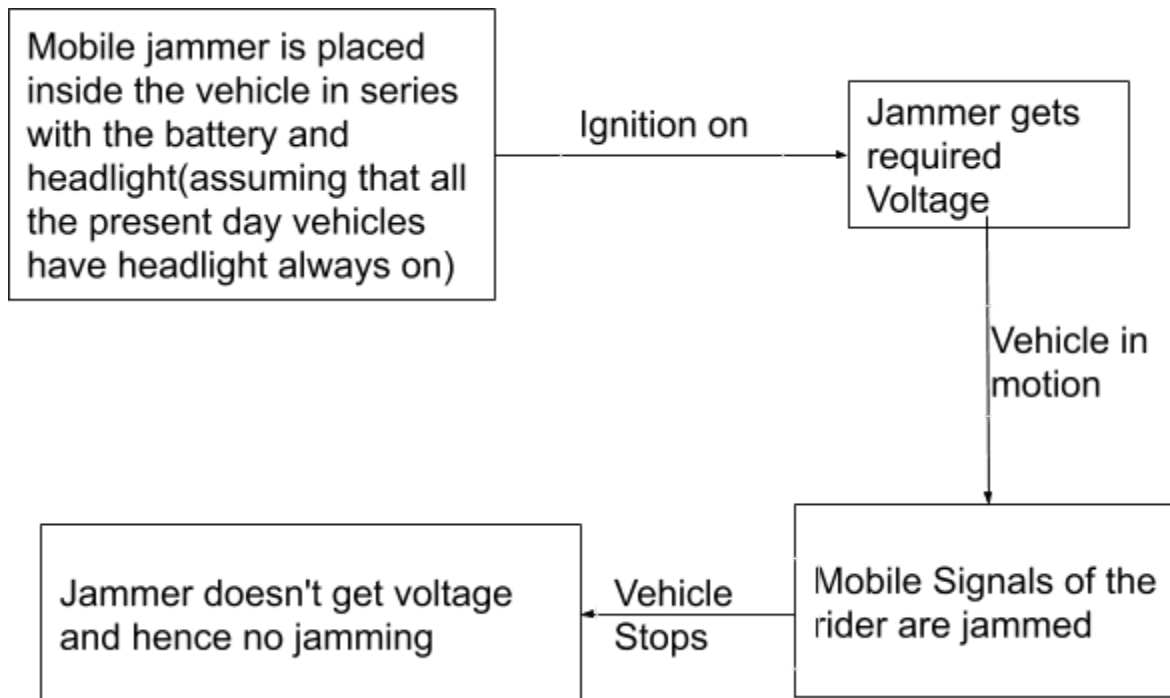 Mobile jammer is placed
inside the vehicle in series
with the battery and
headlight(assuming that all
the present day vehicles
have headlight always on)
Ignition on
Jammer gets
required
Voltage
Vehicle in
motion
Mobile Signals of the
rider are jammed
Vehicle
Stops
Jammer doesn't get voltage
and hence no jamming